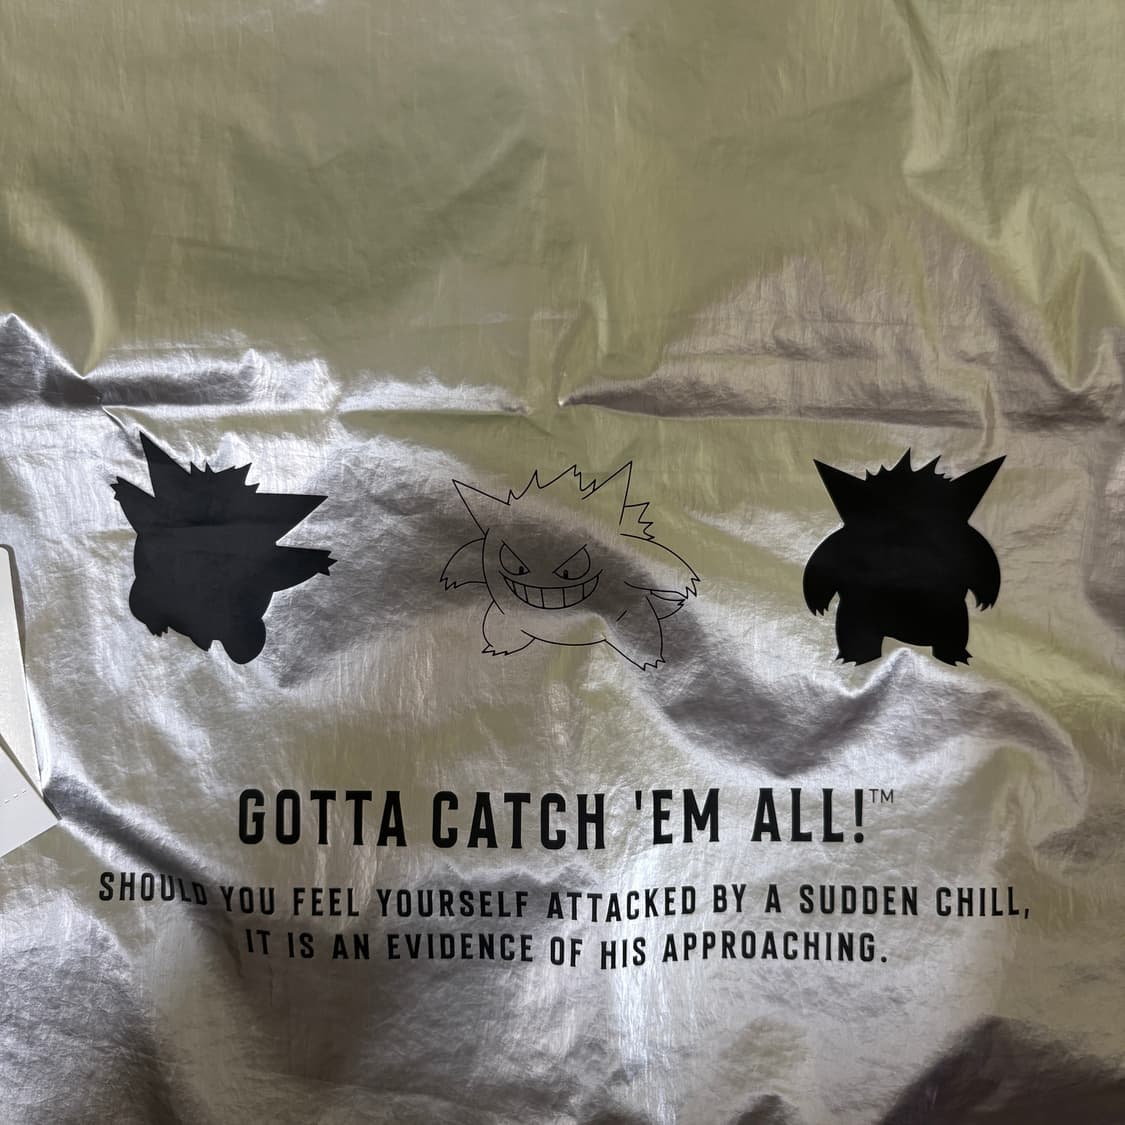 GOTTA CATCH 'EM ALL!™
SHOULD YOU FEEL YOURSELF ATTACKED BY A SUDDEN CHILL,
IT IS AN EVIDENCE OF HIS APPROACHING.